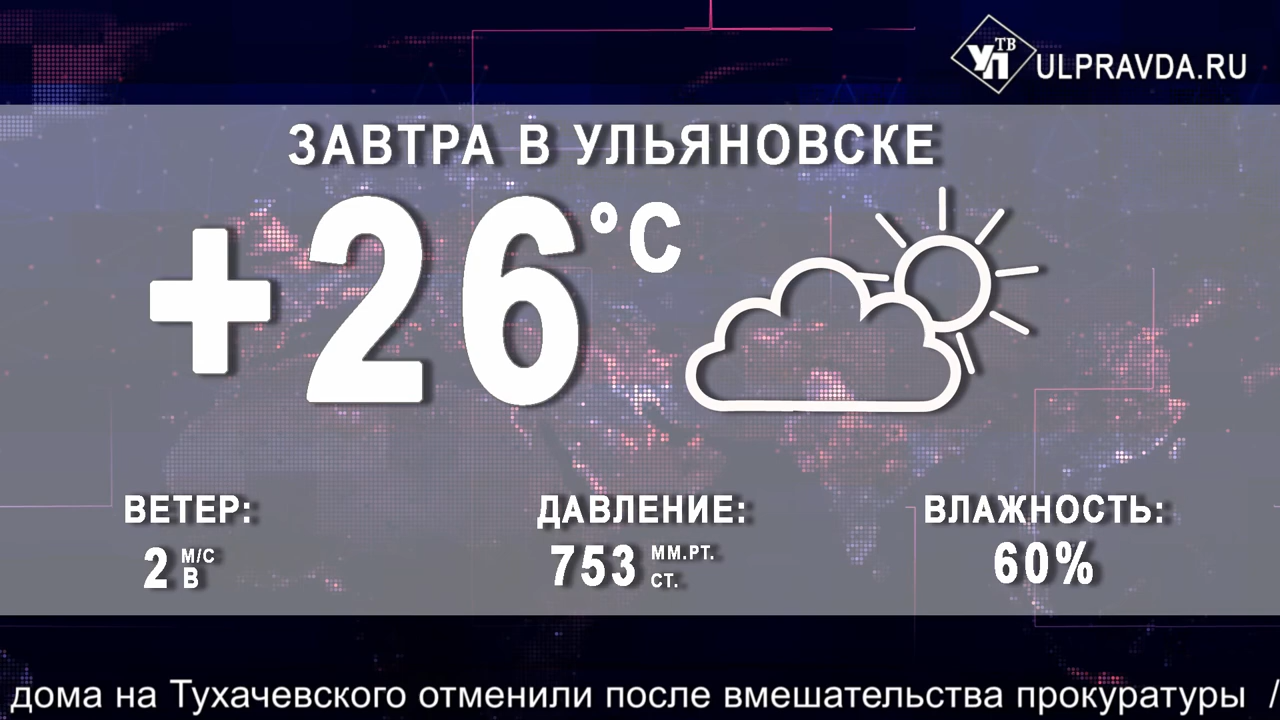 УП ТВ ULPRAVDA.RU
ЗАВТРА В УЛЬЯНОВСКЕ
+26°C
ВЕТЕР: ДАВЛЕНИЕ: ВЛАЖНОСТЬ:
2 М/С В 753 ММ.РТ. СТ. 60%
дома на Тухачевского отменили после вмешательства прокуратуры /